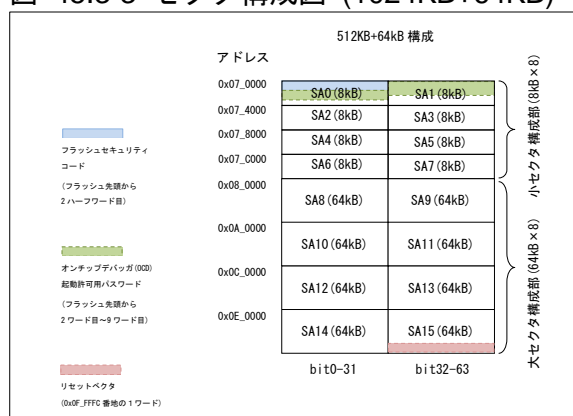 図 43.3-3 セクタ構成図 (1024KB+64KB)
512KB+64kB 構成
アドレス
0x07_0000
SA0(8kB) SA1(8kB)
0x07_4000
SA2(8kB) SA3(8kB)
0x07_8000
SA4(8kB) SA5(8kB)
0x07_0000
SA6(8kB) SA7(8kB)
小セクタ構成部(8kB×8)
0x08_0000
SA8(64kB) SA9(64kB)
0x0A_0000
SA10(64kB) SA11(64kB)
0x0C_0000
SA12(64kB) SA13(64kB)
0x0E_0000
SA14(64kB) SA15(64kB)
大セクタ構成部(64kB×8)
bit0-31 bit32-63
フラッシュセキュリティ
コード
(フラッシュ先頭から
2ハーフワード目)
オンチップデバッガ(OCD)
起動許可用パスワード
(フラッシュ先頭から
2ワード目~9ワード目)
リセットベクタ
(0x0F_FFFC 番地の1ワード)